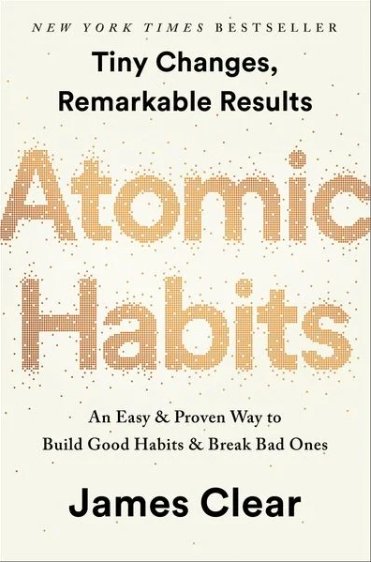 NEW YORK TIMES BESTSELLER
Tiny Changes,
Remarkable Results
Atomic
Habits
An Easy & Proven Way to
Build Good Habits & Break Bad Ones
James Clear